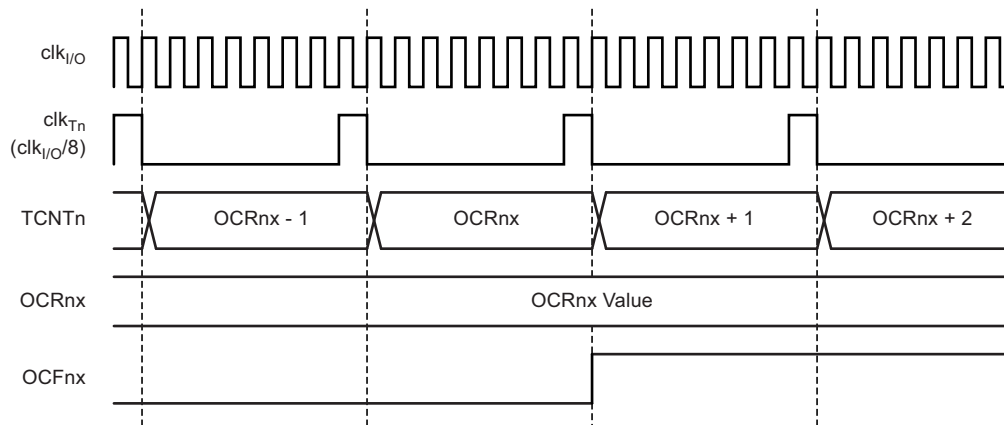 clkI/O
clkTn
(clkI/O/8)
TCNTn
OCRnx - 1
OCRnx
OCRnx + 1
OCRnx + 2
OCRnx
OCRnx Value
OCFnx